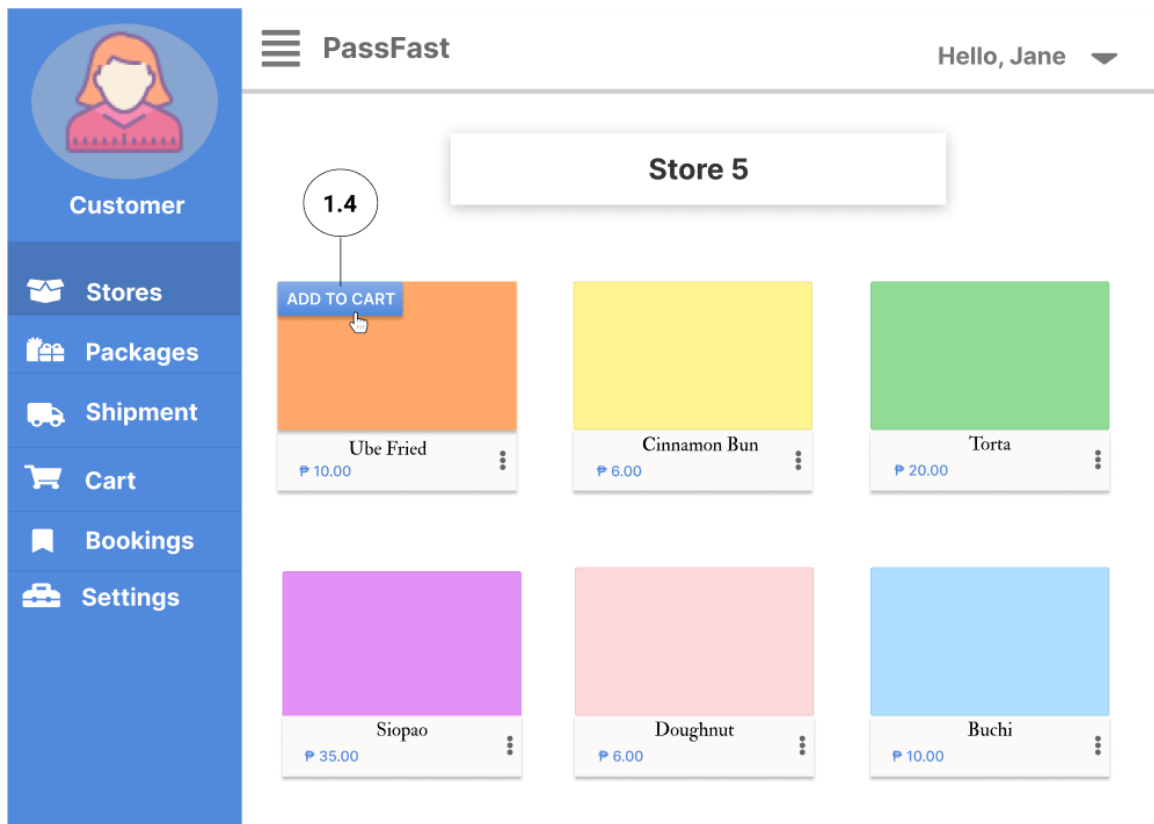 PassFast
Hello, Jane
Customer
Stores
Packages
Shipment
Cart
Bookings
Settings
Store 5
1.4
ADD TO CART
Ube Fried
₱ 10.00
Cinnamon Bun
₱ 6.00
Torta
₱ 20.00
Siopao
₱ 35.00
Doughnut
₱ 6.00
Buchi
₱ 10.00